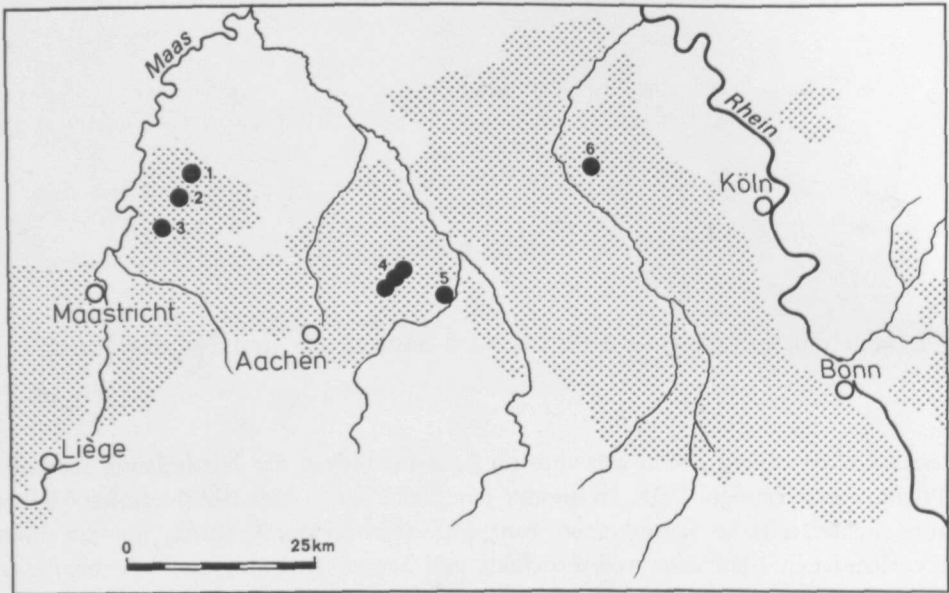 Maas
Rhein
1
2
3
6
Köln
4
5
Maastricht
Aachen
Bonn
Liège
0 25km